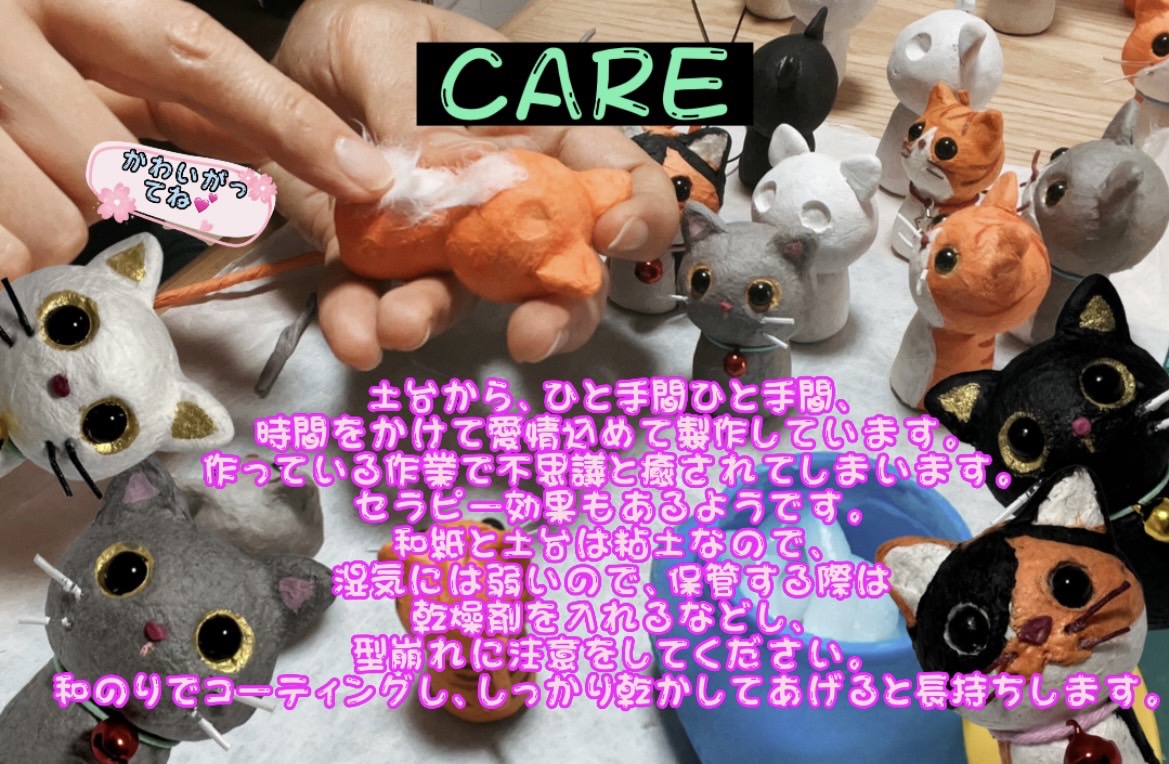 CARE
かわいがっ
てね💕
土台から、ひと手間ひと手間、
時間をかけて愛情込めて製作しています。
作っている作業で不思議と癒されてしまいます。
セラピー効果もあるようです。
和紙と土台は粘土なので、
湿気には弱いので、保管する際は
乾燥剤を入れるなどし、
型崩れに注意をしてください。
和のりでコーティングし、しっかり乾かしてあげると長持ちします。